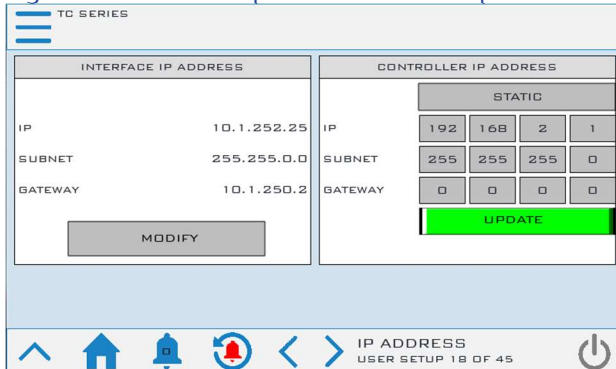 TC SERIES
INTERFACE IP ADDRESS
IP 10.1.252.25
SUBNET 255.255.0.0
GATEWAY 10.1.250.2
MODIFY
CONTROLLER IP ADDRESS
STATIC
IP 192 168 2 1
SUBNET 255 255 255 0
GATEWAY 0 0 0 0
UPDATE
0
IP ADDRESS
USER SETUP 18 OF 45